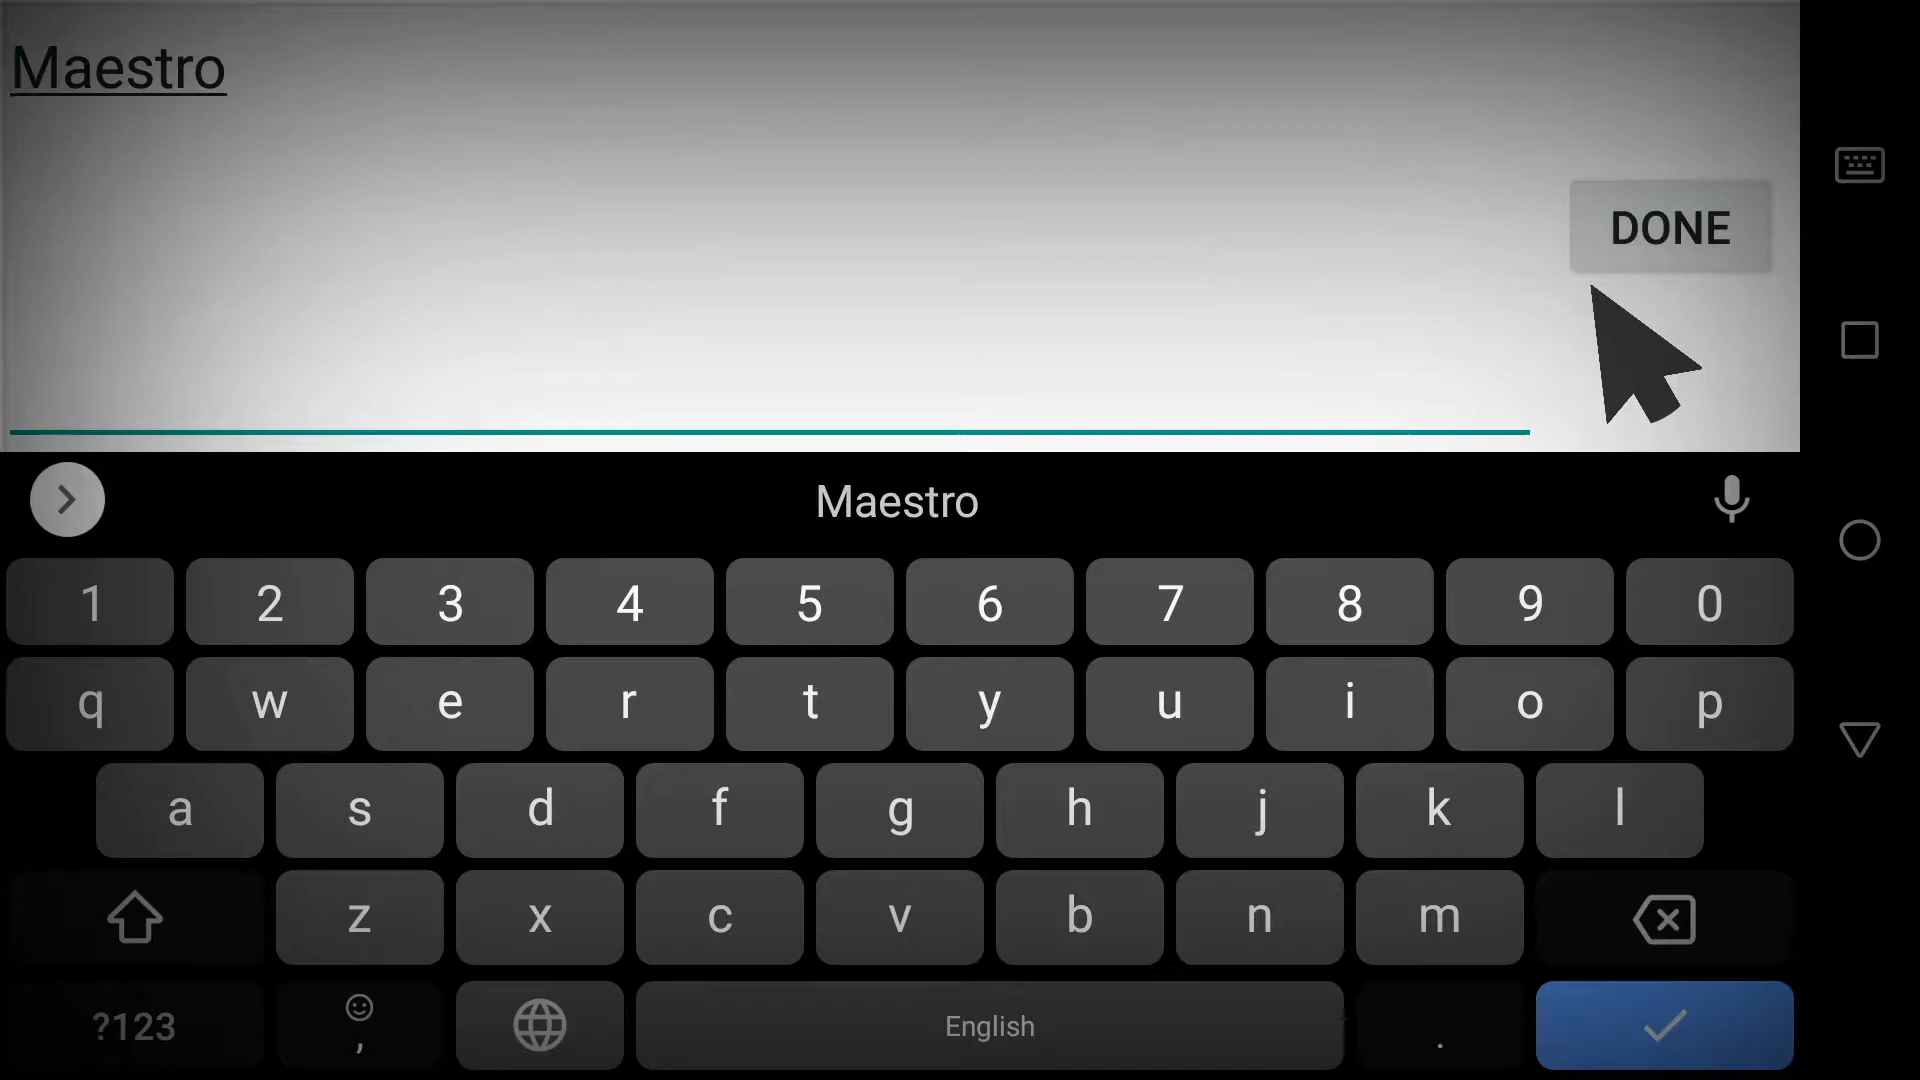 Maestro
DONE
Maestro
1 2 3 4 5 6 7 8 9 0
q w e r t y u i o p
a s d f g h j k l
z x c v b n m
?123 , English .